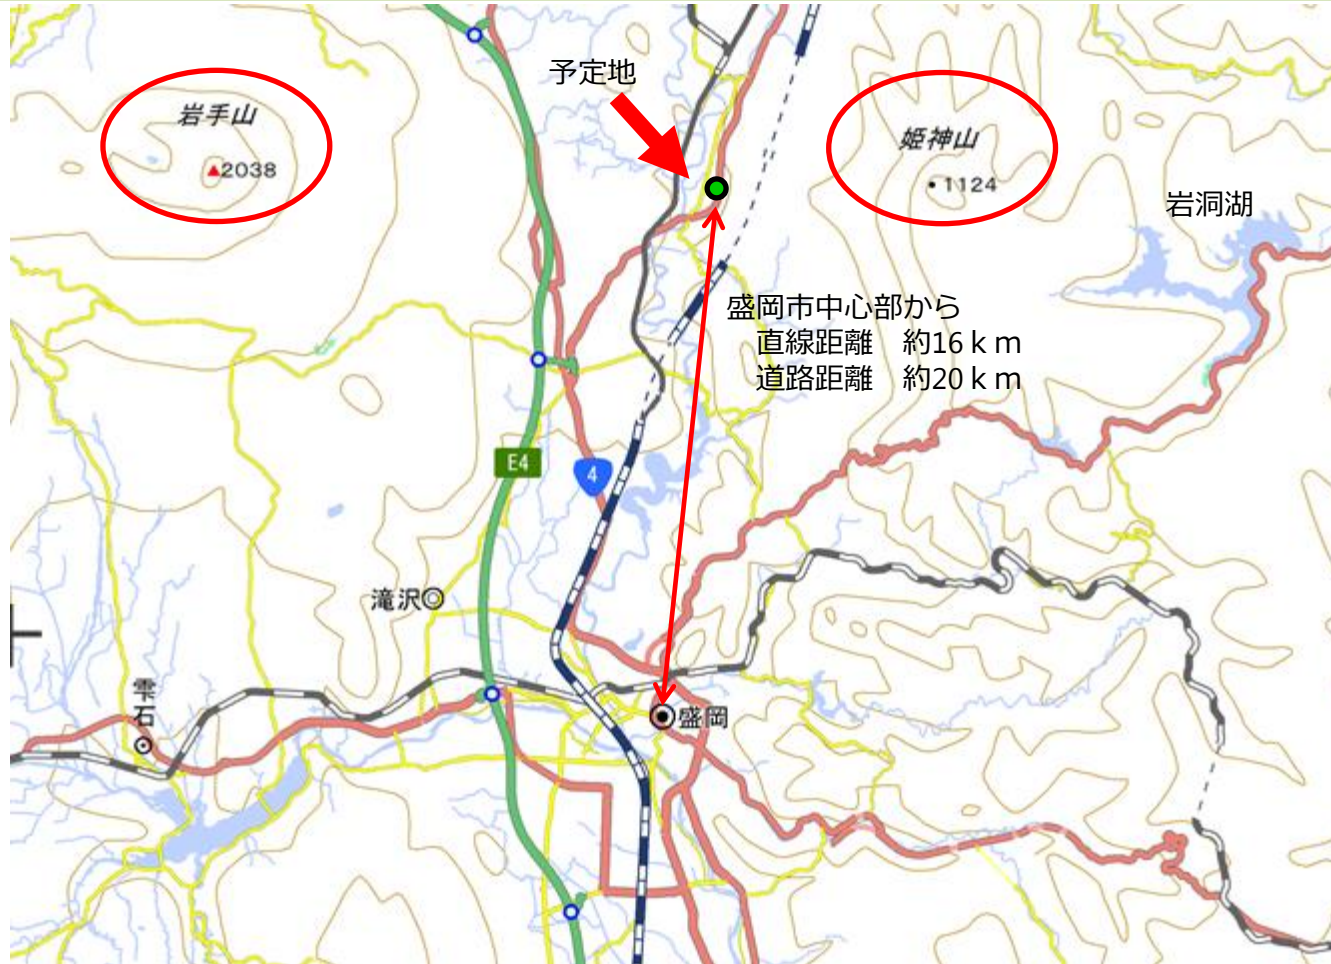 予定地
岩手山
2038
姫神山
1124
岩洞湖
盛岡市中心部から
直線距離　約16ｋｍ
道路距離　約20ｋｍ
E4
4
滝沢
雫石
盛岡